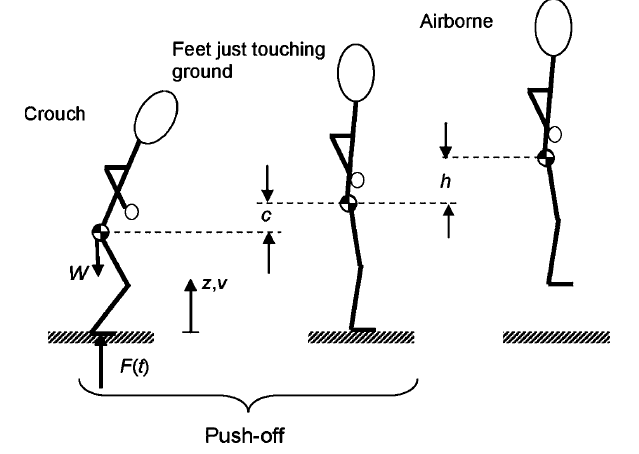 Airborne
Feet just touching
ground
Crouch
h
c
W
z,v
F(t)
Push-off